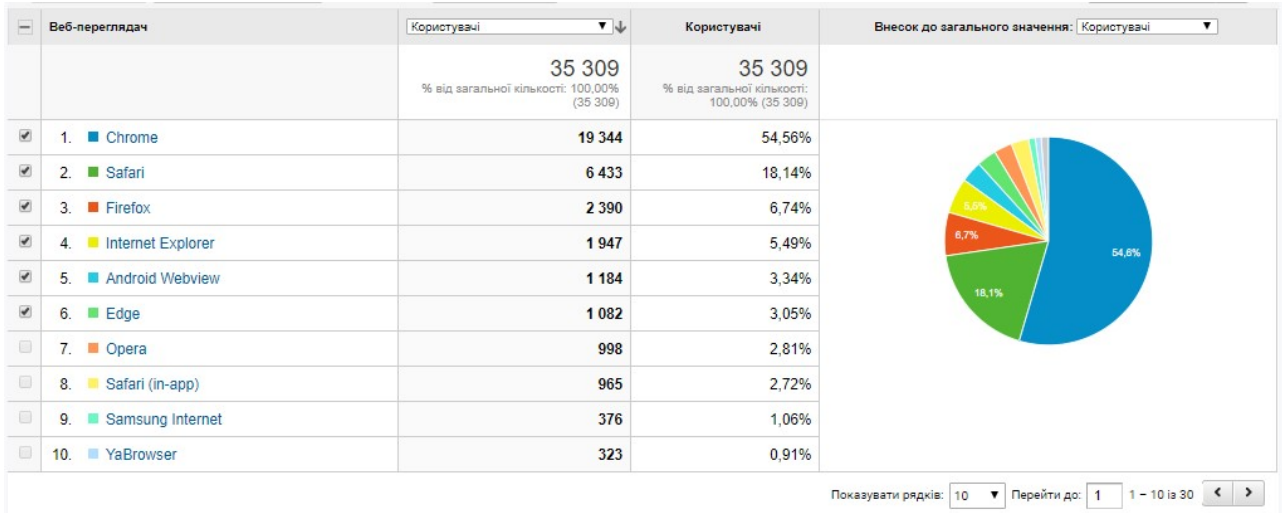 Веб-переглядач Користувачі Користувачі Внесок до загального значення: Користувачі
35 309 35 309
% від загальної кількості: 100,00% % від загальної кількості:
(35 309) 100,00% (35 309)
1. Chrome 19 344 54,56%
2. Safari 6 433 18,14%
3. Firefox 2 390 6,74%
4. Internet Explorer 1 947 5,49%
5. Android Webview 1 184 3,34%
6. Edge 1 082 3,05%
7. Opera 998 2,81%
8. Safari (in-app) 965 2,72%
9. Samsung Internet 376 1,06%
10. YaBrowser 323 0,91%
5,5%
6,7%
54,6%
18,1%
Показувати рядків: 10 Перейти до: 1 1 – 10 із 30